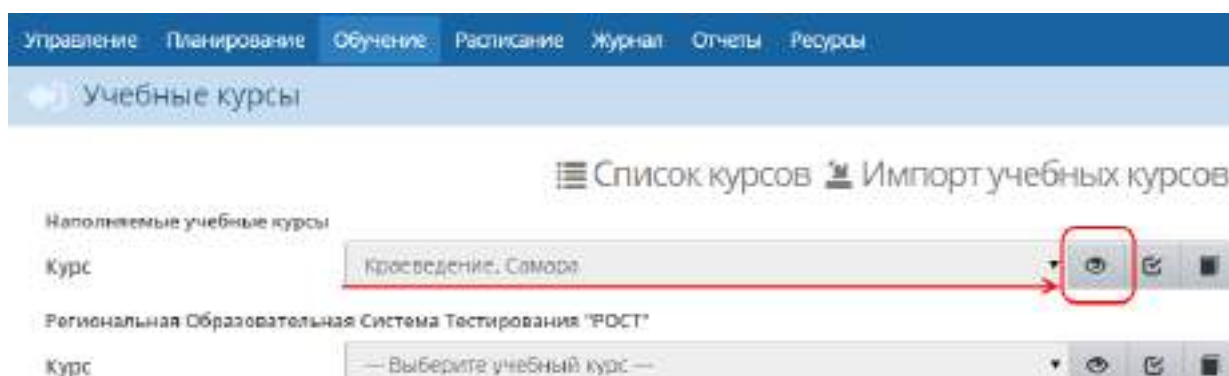 Управление Планирование Обучение Расписание Журнал Отчеты Ресурсы
Учебные курсы
Список курсов Импорт учебных курсов
Наполняемые учебные курсы
Курс Краеведение. Самара
Региональная Образовательная Система Тестирования "РОСТ"
Курс — Выберите учебный курс —